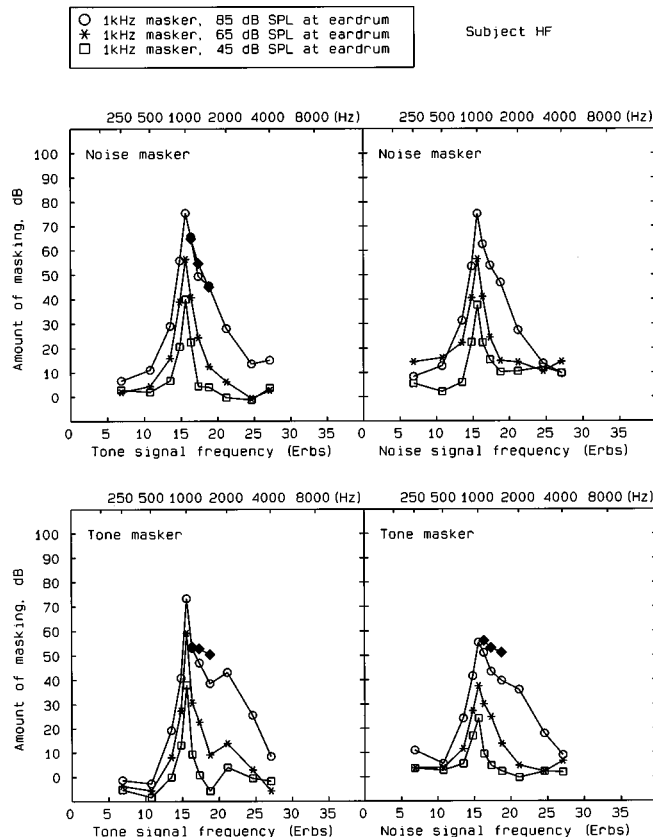 1kHz masker, 85 dB SPL at eardrum
1kHz masker, 65 dB SPL at eardrum
1kHz masker, 45 dB SPL at eardrum
Subject HF
250 500 1000 2000 4000 8000 (Hz)
250 500 1000 2000 4000 8000 (Hz)
Noise masker
Noise masker
Amount of masking, dB
100
90
80
70
60
50
40
30
20
10
0
0 5 10 15 20 25 30 35
0 5 10 15 20 25 30 35
Tone signal frequency (Erbs)
Noise signal frequency (Erbs)
250 500 1000 2000 4000 8000 (Hz)
250 500 1000 2000 4000 8000 (Hz)
Tone masker
Tone masker
Amount of masking, dB
100
90
80
70
60
50
40
30
20
10
0
0 5 10 15 20 25 30 35
0 5 10 15 20 25 30 35
Tone signal frequency (Erbs)
Noise signal frequency (Erbs)